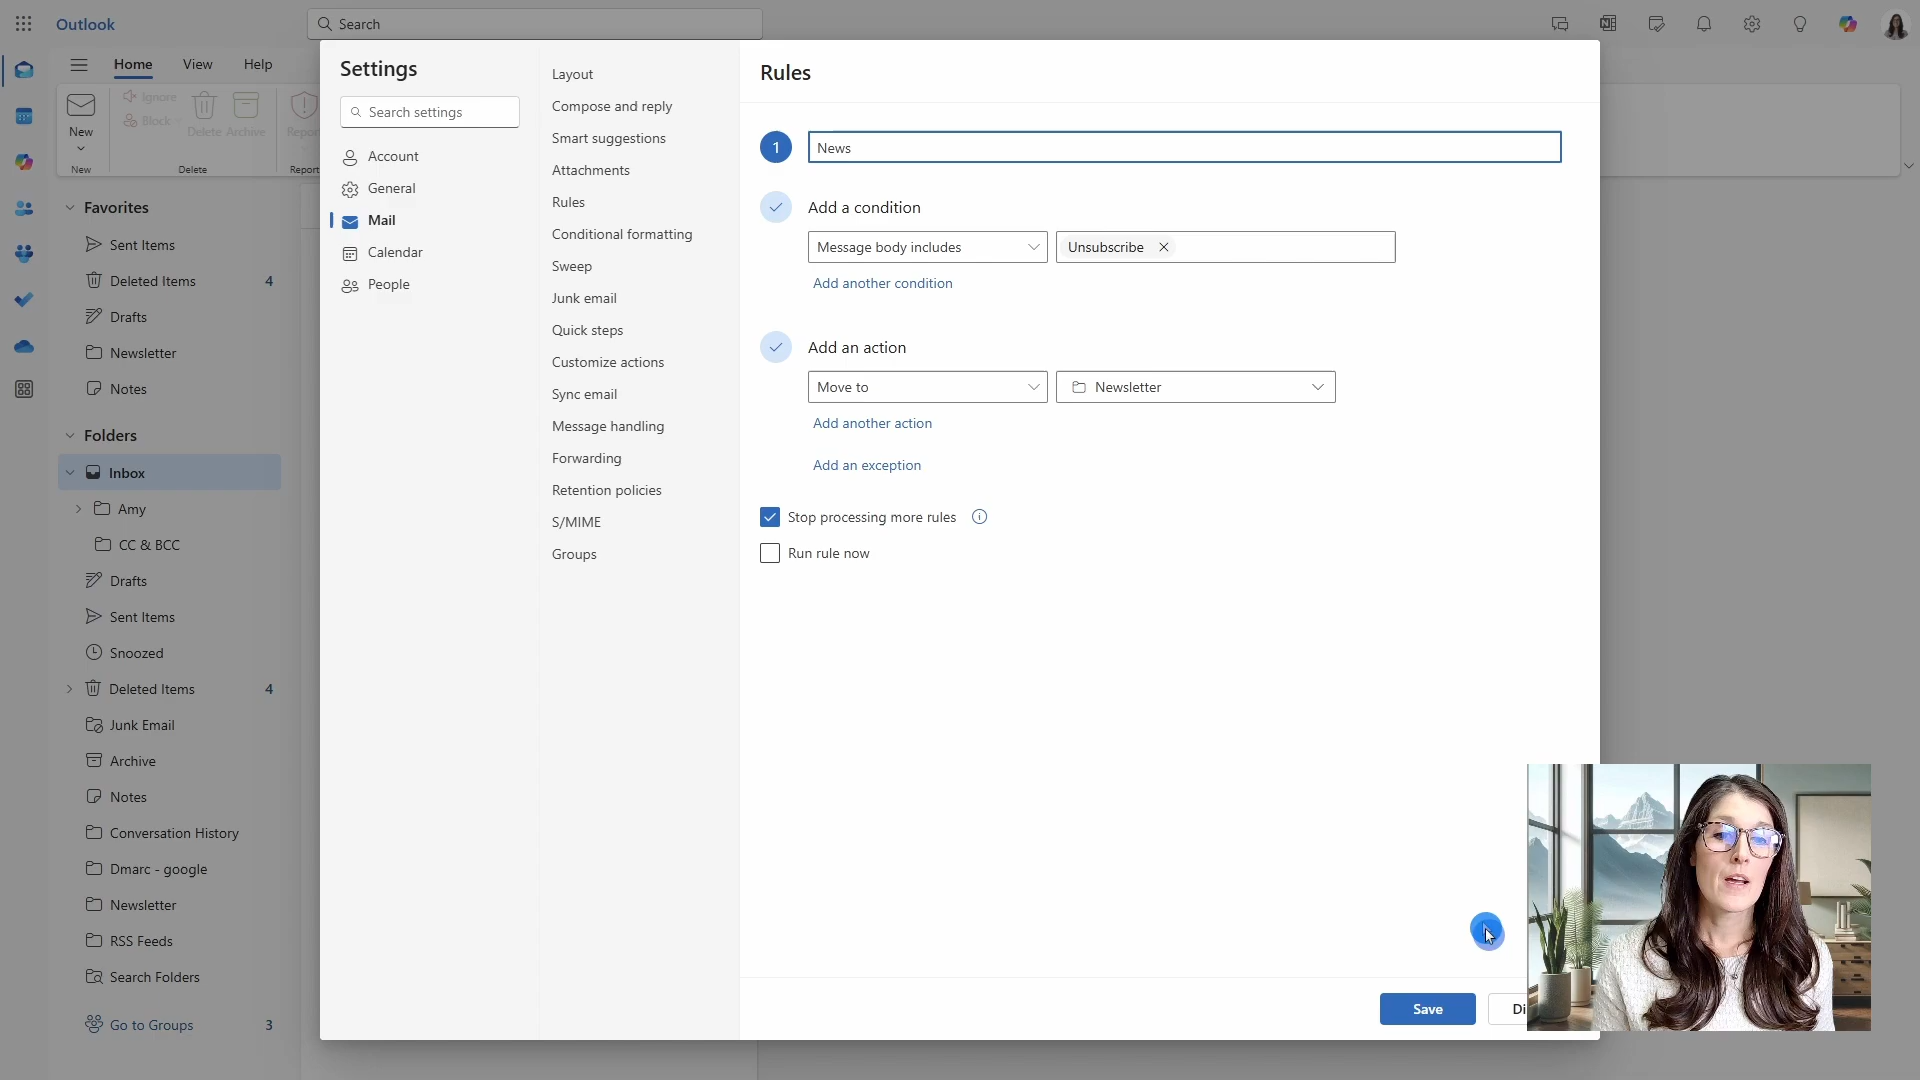 Outlook
Search
Home
View
Help
New
New
Ignore
Block
Delete
Archive
Delete
Report
Report
Favorites
Sent Items
Deleted Items 4
Drafts
Newsletter
Notes
Folders
Inbox
Amy
CC & BCC
Drafts
Sent Items
Snoozed
Deleted Items 4
Junk Email
Archive
Notes
Conversation History
Dmarc - google
Newsletter
RSS Feeds
Search Folders
Go to Groups 3
Settings
Search settings
Account
General
Mail
Calendar
People
Layout
Compose and reply
Smart suggestions
Attachments
Rules
Conditional formatting
Sweep
Junk email
Quick steps
Customize actions
Sync email
Message handling
Forwarding
Retention policies
S/MIME
Groups
Rules
1 News
Add a condition
Message body includes Unsubscribe
Add another condition
Add an action
Move to Newsletter
Add another action
Add an exception
Stop processing more rules
Run rule now
Save
Di